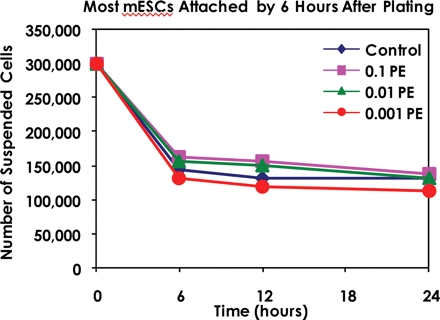 Most mESCs Attached by 6 Hours After Plating
Number of Suspended Cells
350,000
300,000
250,000
200,000
150,000
100,000
50,000
0
Control
0.1 PE
0.01 PE
0.001 PE
0 6 12 18 24
Time (hours)